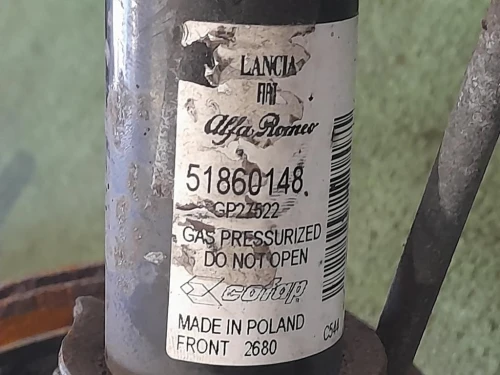 LANCIA
FIAT
Alfa Romeo
51860148
GP27522
GAS PRESSURIZED
DO NOT OPEN
cofap
MADE IN POLAND
FRONT 2680
C544